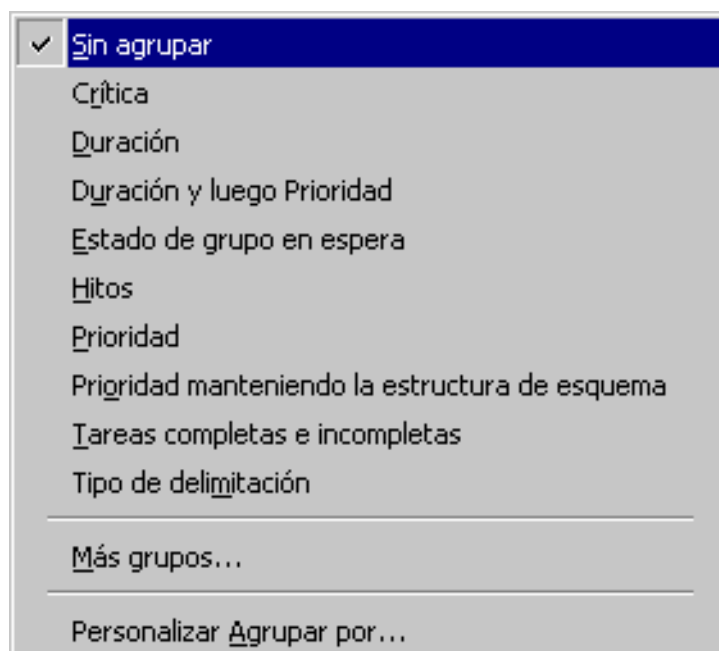 Sin agrupar
Crítica
Duración
Duración y luego Prioridad
Estado de grupo en espera
Hitos
Prioridad
Prioridad manteniendo la estructura de esquema
Tareas completas e incompletas
Tipo de delimitación
Más grupos...
Personalizar Agrupar por...